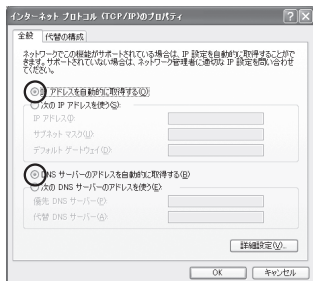 インターネット プロトコル (TCP/IP)のプロパティ
全般 代替の構成
ネットワークでこの機能がサポートされている場合は、IP 設定を自動的に取得することがで
きます。サポートされていない場合は、ネットワーク管理者に適切な IP 設定を問い合わせ
てください。
IP アドレスを自動的に取得する(O)
次の IP アドレスを使う(S):
IP アドレス(I):
サブネット マスク(U):
デフォルト ゲートウェイ(D):
DNS サーバーのアドレスを自動的に取得する(B)
次の DNS サーバーのアドレスを使う(E):
優先 DNS サーバー(P):
代替 DNS サーバー(A):
詳細設定(V)...
OK キャンセル